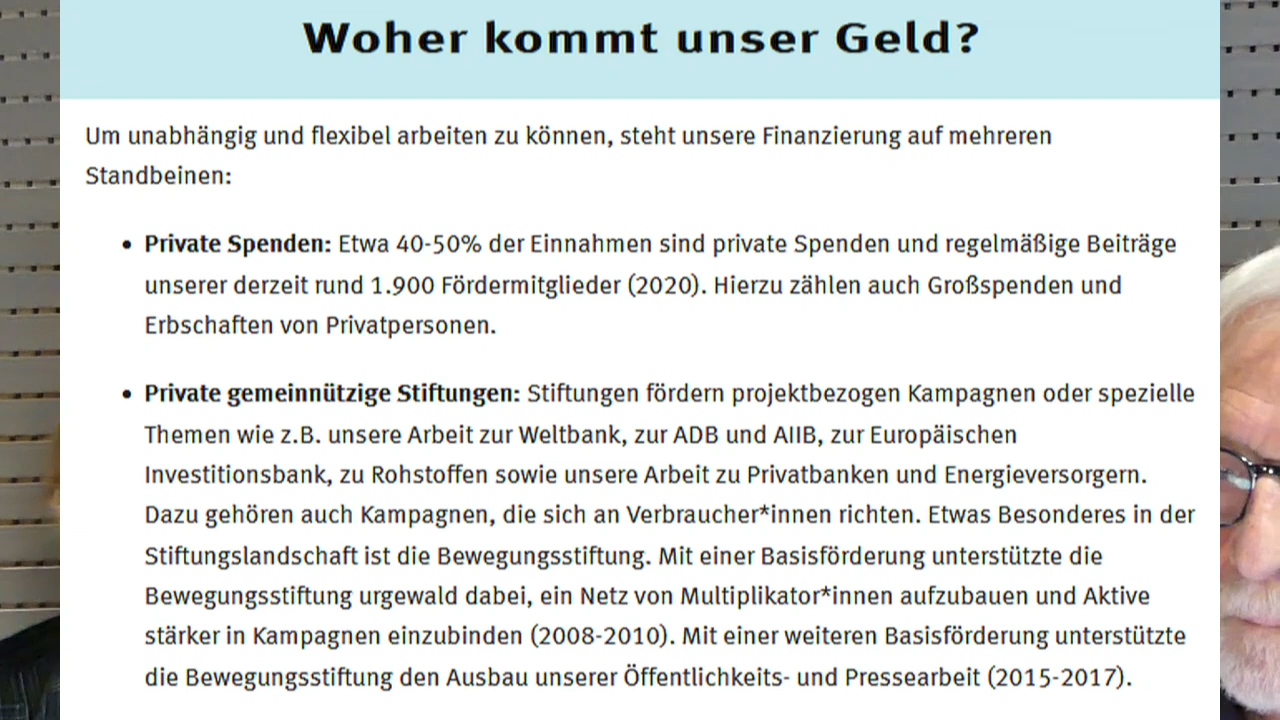 Woher kommt unser Geld?
Um unabhängig und flexibel arbeiten zu können, steht unsere Finanzierung auf mehreren
Standbeinen:
• Private Spenden: Etwa 40-50% der Einnahmen sind private Spenden und regelmäßige Beiträge
unserer derzeit rund 1.900 Fördermitglieder (2020). Hierzu zählen auch Großspenden und
Erbschaften von Privatpersonen.
• Private gemeinnützige Stiftungen: Stiftungen fördern projektbezogen Kampagnen oder spezielle
Themen wie z.B. unsere Arbeit zur Weltbank, zur ADB und AIIB, zur Europäischen
Investitionsbank, zu Rohstoffen sowie unsere Arbeit zu Privatbanken und Energieversorgern.
Dazu gehören auch Kampagnen, die sich an Verbraucher*innen richten. Etwas Besonderes in der
Stiftungslandschaft ist die Bewegungsstiftung. Mit einer Basisförderung unterstützte die
Bewegungsstiftung urgewald dabei, ein Netz von Multiplikator*innen aufzubauen und Aktive
stärker in Kampagnen einzubinden (2008-2010). Mit einer weiteren Basisförderung unterstützte
die Bewegungsstiftung den Ausbau unserer Öffentlichkeits- und Pressearbeit (2015-2017).